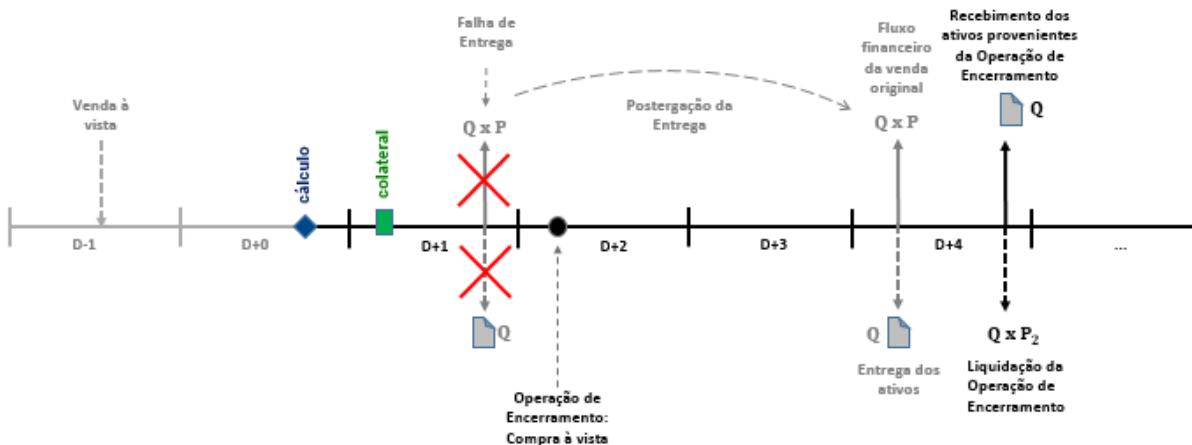 Falha de
Entrega
Fluxo
financeiro
da venda
original
Recebimento dos
ativos provenientes
da Operação de
Encerramento
Venda à
vista
Postergação da
Entrega
Q
Q x P
Q x P
cálculo
colateral
D-1
D+0
D+1
D+2
D+3
D+4
...
Q
Q
Q x P₂
Entrega dos
ativos
Liquidação da
Operação de
Encerramento
Operação de
Encerramento:
Compra à vista